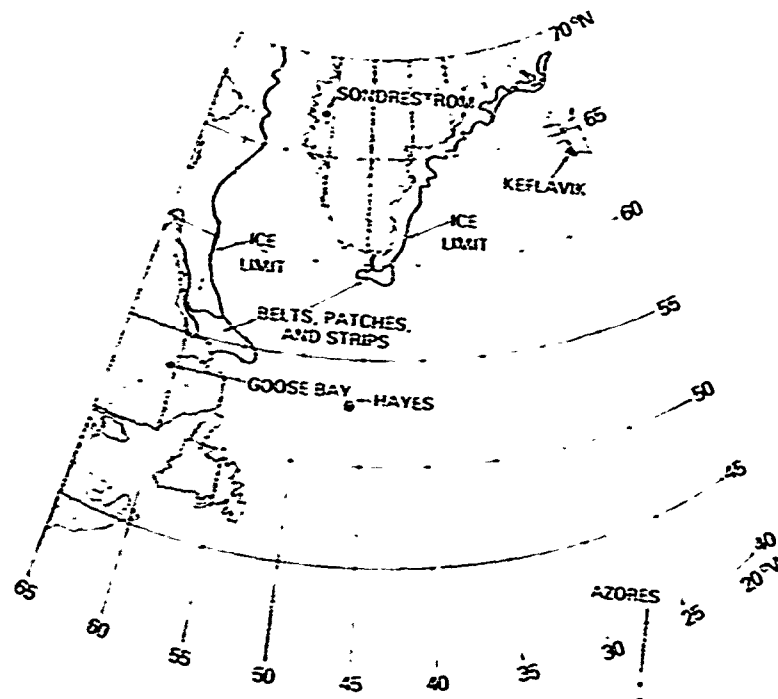 70°N
SONDRESTROM
65
KEFLAVIK
60
ICE
LIMIT
ICE
LIMIT
55
BELTS, PATCHES,
AND STRIPS
GOOSE BAY
HAYES
50
45
40
20°W
AZORES
25
30
35
40
45
50
55
60
65